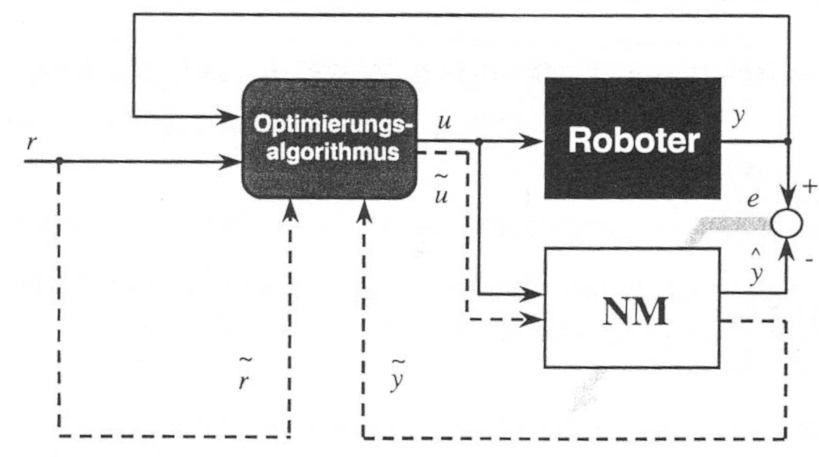 r
Optimierungs-
algorithmus
u
ũ
Roboter
y
+
e
-
ŷ
NM
r̃
ỹ